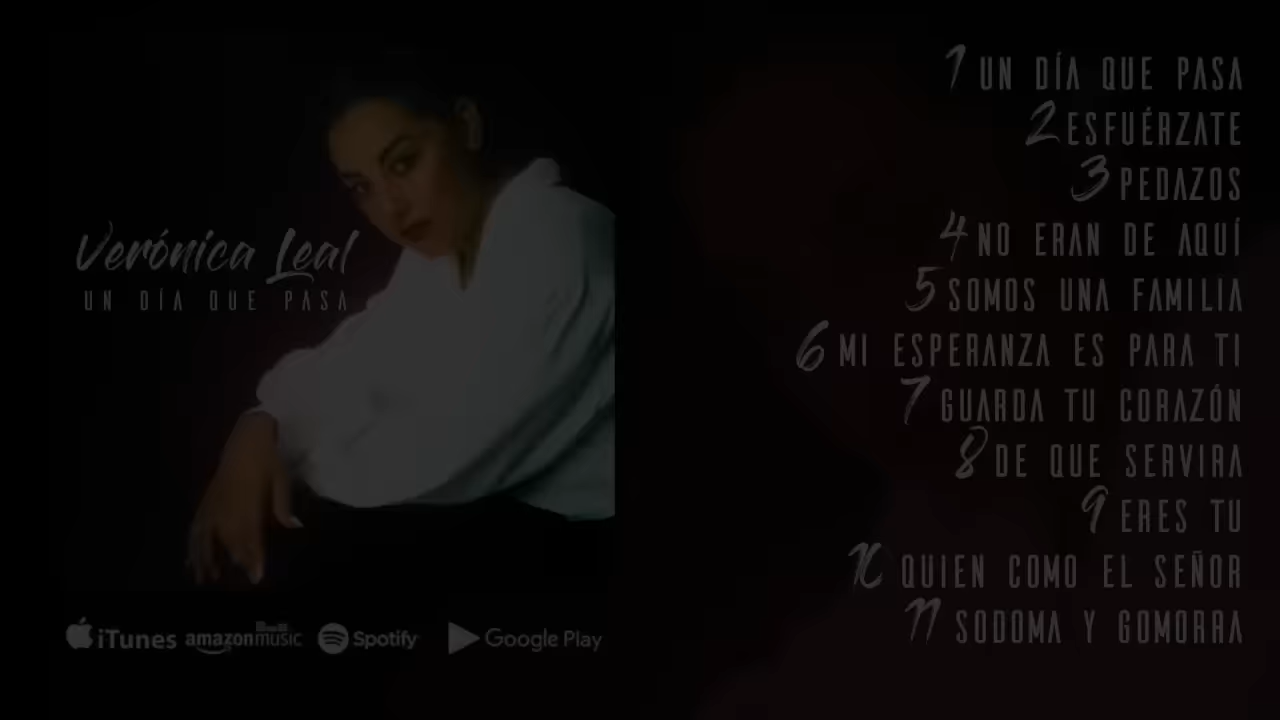 Verónica Leal
UN DÍA QUE PASA
1 UN DÍA QUE PASA
2 ESFUÉRZATE
3 PEDAZOS
4 NO ERAN DE AQUÍ
5 SOMOS UNA FAMILIA
6 MI ESPERANZA ES PARA TI
7 GUARDA TU CORAZÓN
8 DE QUE SERVIRA
9 ERES TU
10 QUIEN COMO EL SEÑOR
11 SODOMA Y GOMORRA
iTunes amazon music Spotify Google Play